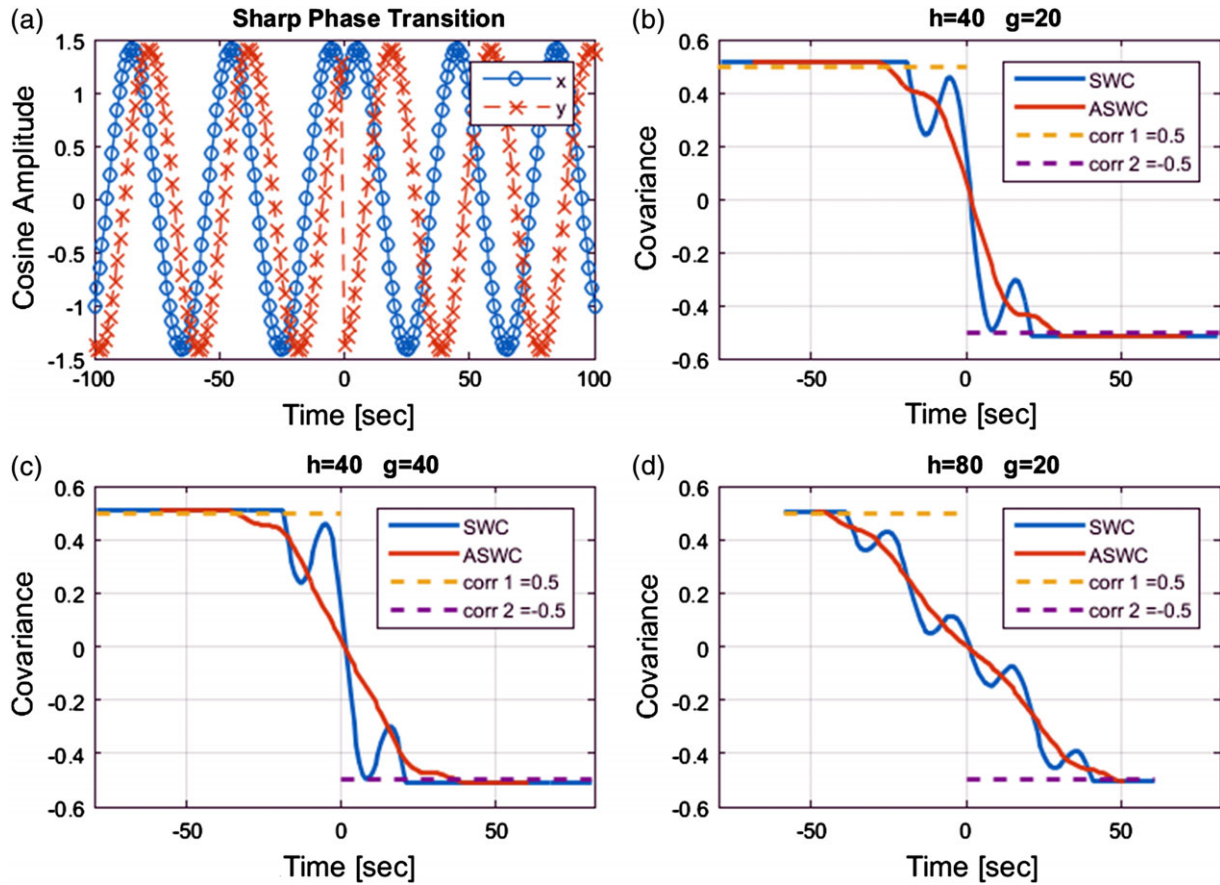 (a)
Sharp Phase Transition
1.5
1
0.5
0
-0.5
-1
-1.5
Cosine Amplitude
-100
-50
0
50
100
Time [sec]
x
y
(b)
h=40 g=20
0.6
0.4
0.2
0
-0.2
-0.4
-0.6
Covariance
-50
0
50
Time [sec]
SWC
ASWC
corr 1 =0.5
corr 2 =-0.5
(c)
h=40 g=40
0.6
0.4
0.2
0
-0.2
-0.4
-0.6
Covariance
-50
0
50
Time [sec]
SWC
ASWC
corr 1 =0.5
corr 2 =-0.5
(d)
h=80 g=20
0.6
0.4
0.2
0
-0.2
-0.4
-0.6
Covariance
-50
0
50
Time [sec]
SWC
ASWC
corr 1 =0.5
corr 2 =-0.5